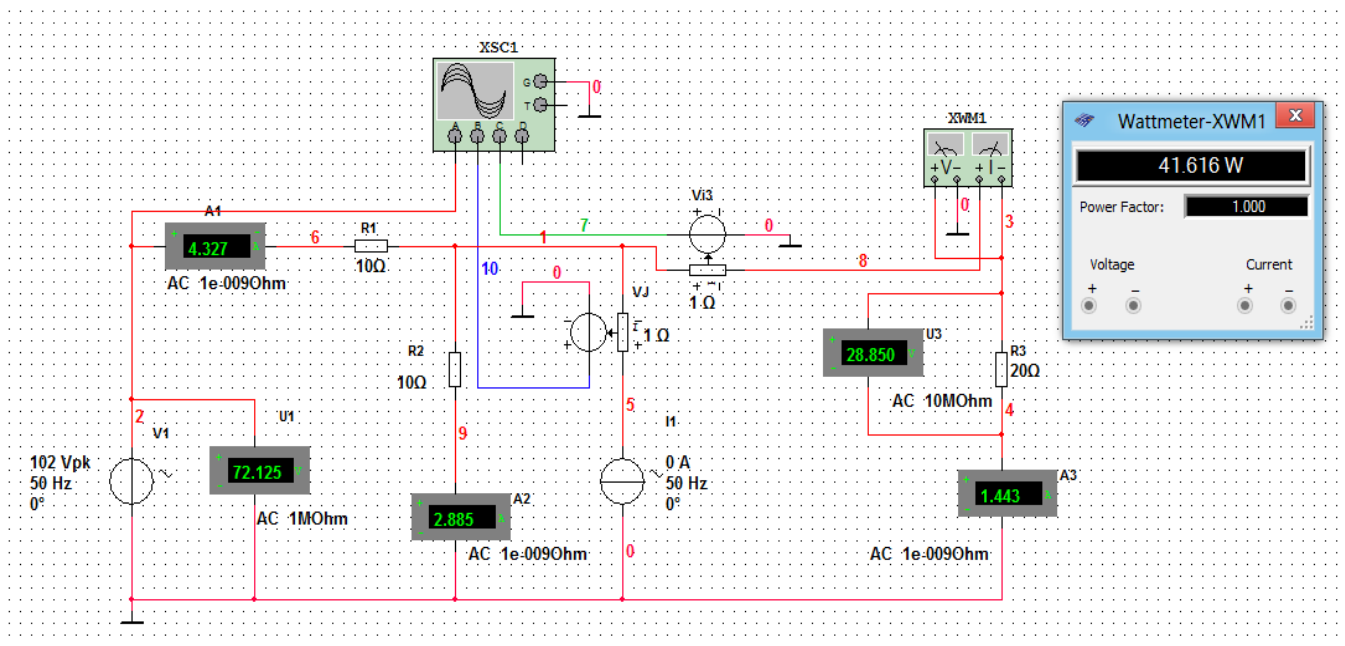 XSC1
G
T
A B C D
0
XWM1
+V- +I-
0
3
Wattmeter-XWM1
x
41.616 W
Power Factor: 1.000
Voltage Current
+ - + -
A1
+ -
4.327 A
AC 1e-009Ohm
6
R1
10Ω
10
1
7
Vi3
+ -
0
8
+ -
1 Ω
0
VJ
- +
- +
1 Ω
5
R2
10Ω
9
U3
+
28.850 V
-
AC 10MOhm
R3
20Ω
4
2
V1
102 Vpk
50 Hz
0°
U1
+
72.125 V
-
AC 1MOhm
A2
+
2.885 A
-
AC 1e-009Ohm
I1
0 A
50 Hz
0°
0
A3
+
1.443 A
-
AC 1e-009Ohm